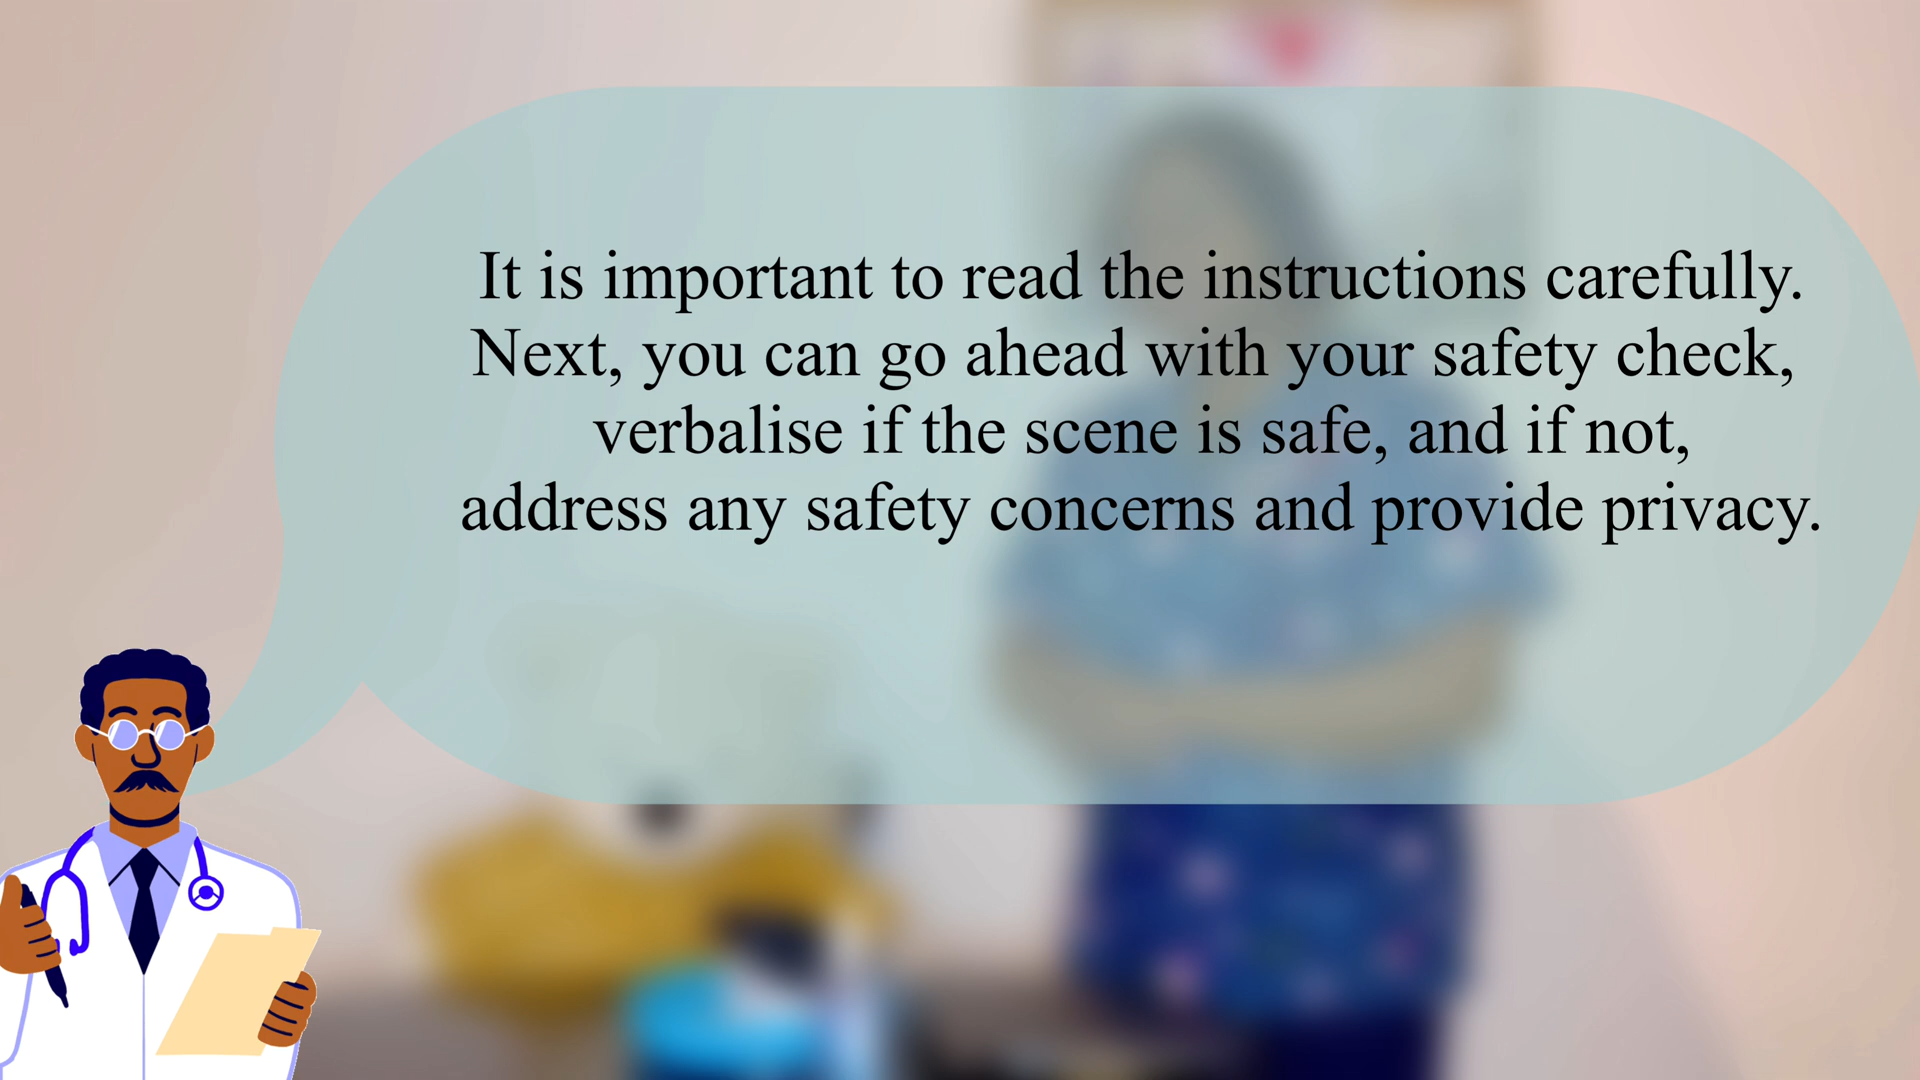 It is important to read the instructions carefully.
Next, you can go ahead with your safety check,
verbalise if the scene is safe, and if not,
address any safety concerns and provide privacy.